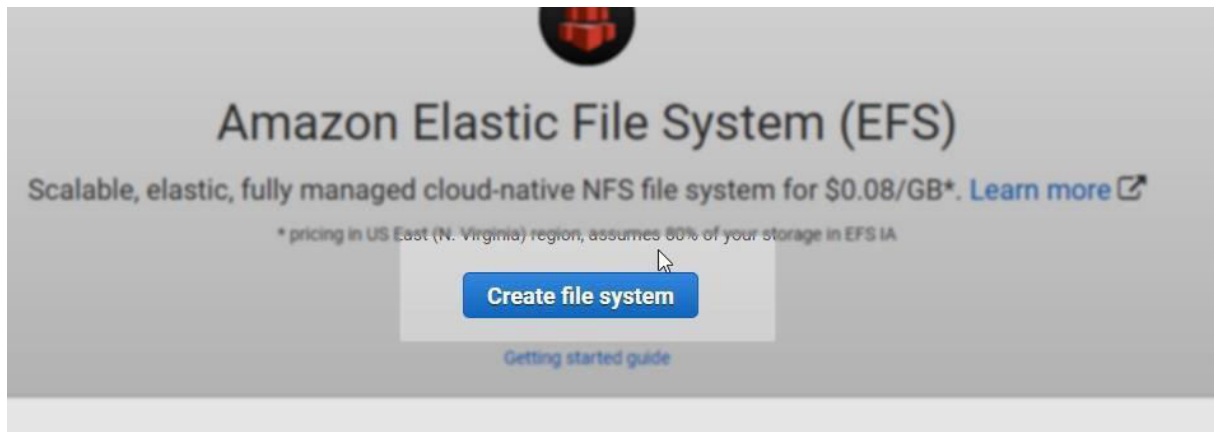 Amazon Elastic File System (EFS)
Scalable, elastic, fully managed cloud-native NFS file system for $0.08/GB*. Learn more
* pricing in US East (N. Virginia) region, assumes 80% of your storage in EFS IA
Create file system
Getting started guide